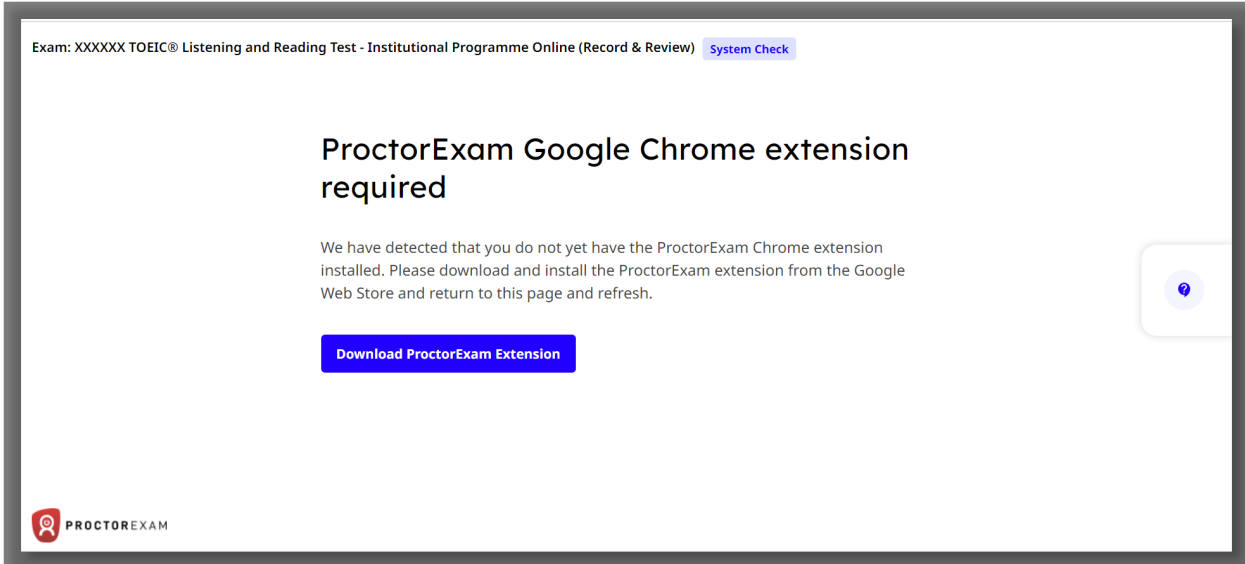 Exam: XXXXXX TOEIC® Listening and Reading Test - Institutional Programme Online (Record & Review) System Check
ProctorExam Google Chrome extension
required
We have detected that you do not yet have the ProctorExam Chrome extension
installed. Please download and install the ProctorExam extension from the Google
Web Store and return to this page and refresh.
?
Download ProctorExam Extension
PROCTOREXAM